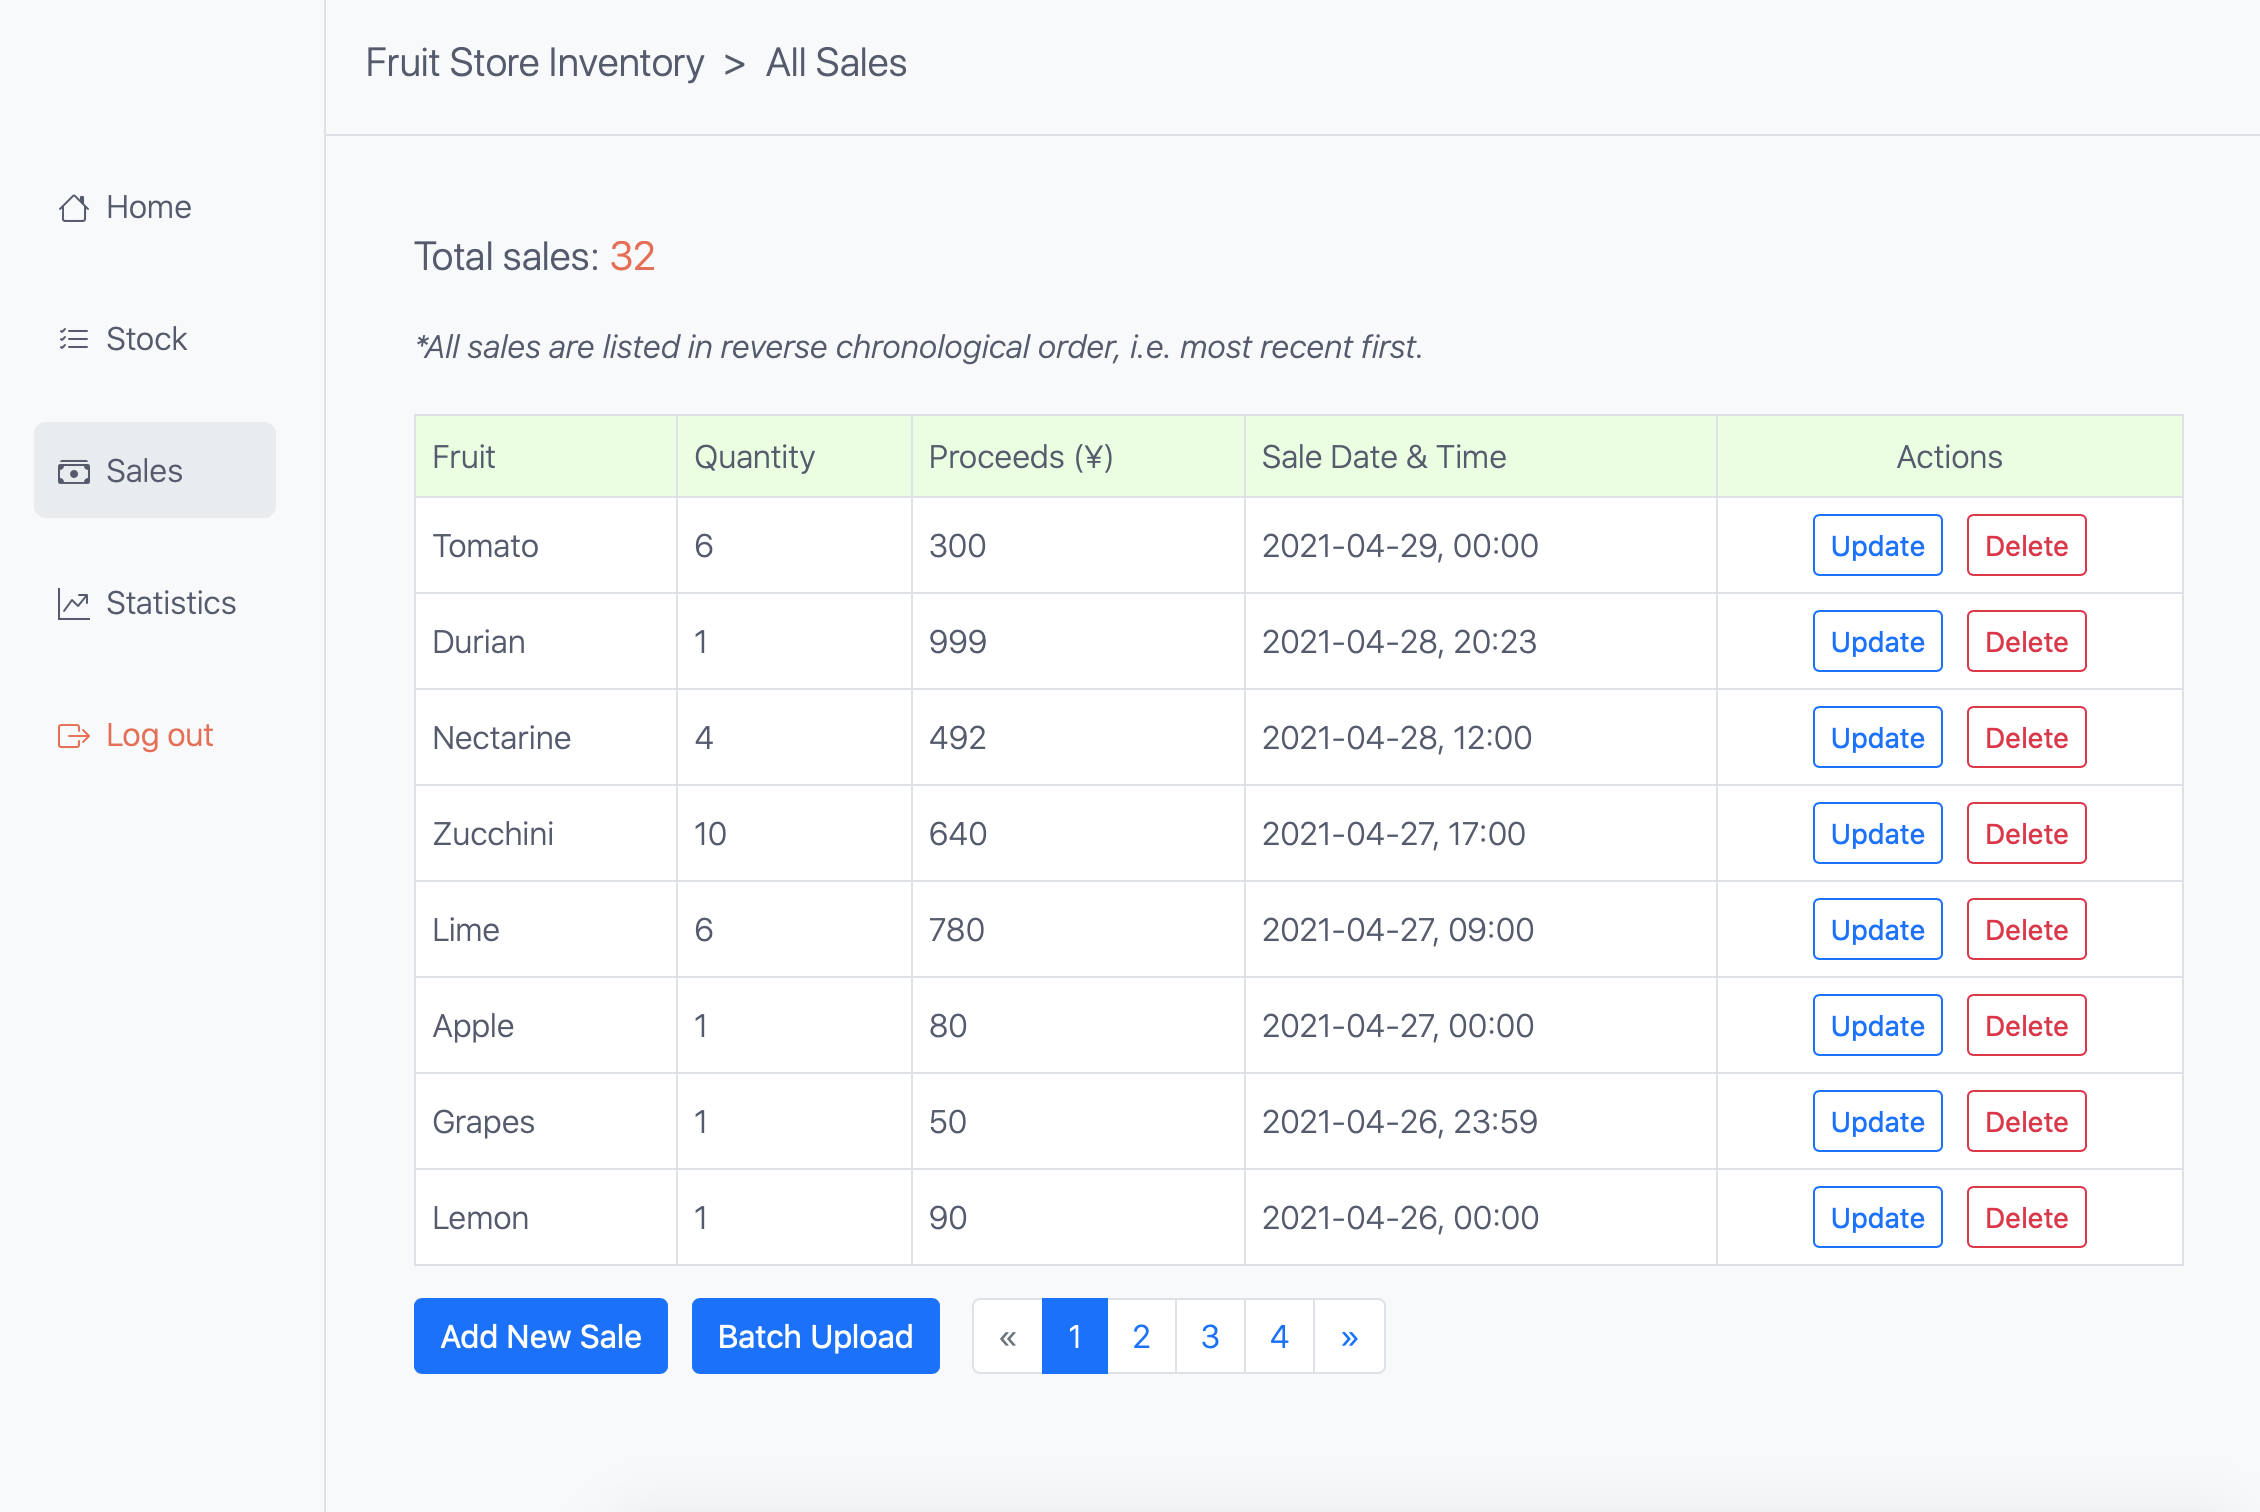 Fruit Store Inventory > All Sales
Home
Stock
Sales
Statistics
Log out
Total sales: 32
*All sales are listed in reverse chronological order, i.e. most recent first.
Fruit Quantity Proceeds (¥) Sale Date & Time Actions
Tomato 6 300 2021-04-29, 00:00 Update Delete
Durian 1 999 2021-04-28, 20:23 Update Delete
Nectarine 4 492 2021-04-28, 12:00 Update Delete
Zucchini 10 640 2021-04-27, 17:00 Update Delete
Lime 6 780 2021-04-27, 09:00 Update Delete
Apple 1 80 2021-04-27, 00:00 Update Delete
Grapes 1 50 2021-04-26, 23:59 Update Delete
Lemon 1 90 2021-04-26, 00:00 Update Delete
Add New Sale Batch Upload « 1 2 3 4 »